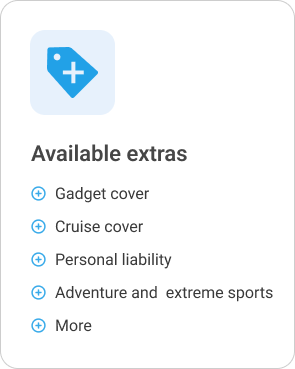 Available extras
Gadget cover
Cruise cover
Personal liability
Adventure and  extreme sports
More